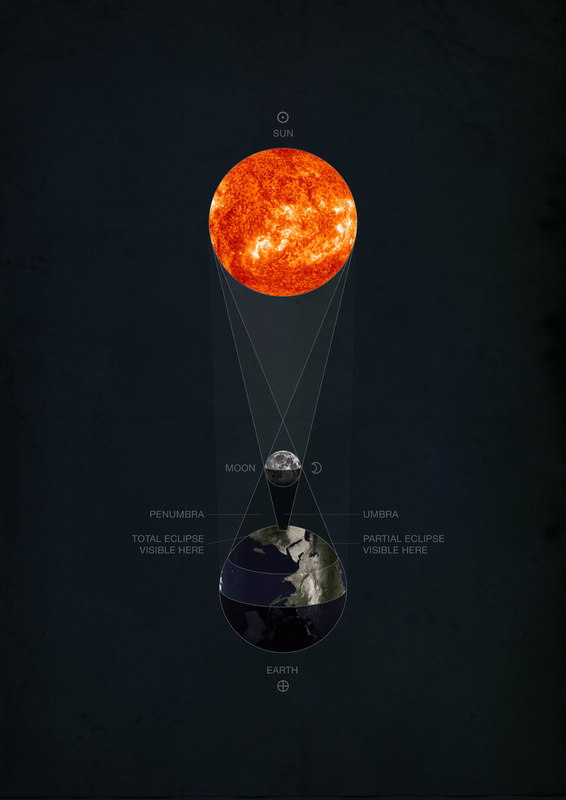 SUN
MOON
PENUMBRA
UMBRA
TOTAL ECLIPSE
VISIBLE HERE
PARTIAL ECLIPSE
VISIBLE HERE
EARTH